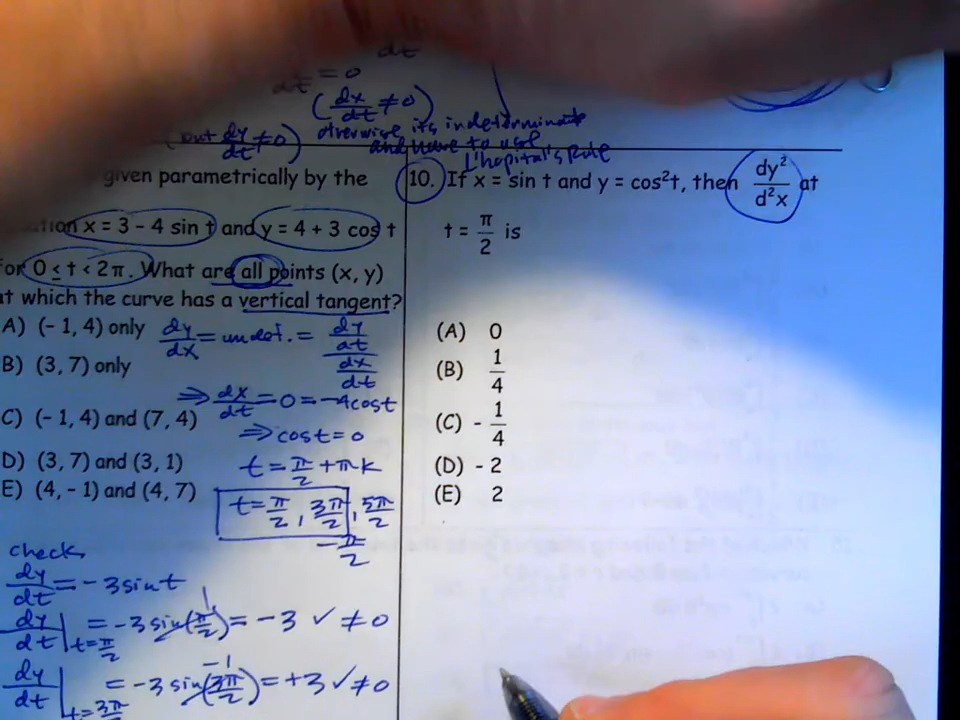 dt
dt = 0
(dx/dt ≠ 0)
(but dy/dt ≠ 0)
otherwise its indeterminate
and have to use
L'hopital's Rule
given parametrically by the
x = 3 - 4 sin t and y = 4 + 3 cos t
For 0 ≤ t < 2π. What are all points (x, y)
at which the curve has a vertical tangent?
A) (- 1, 4) only
B) (3, 7) only
C) (- 1, 4) and (7, 4)
D) (3, 7) and (3, 1)
E) (4, - 1) and (4, 7)
dy/dx = undef. = dy/dt / dx/dt
⇒ dx/dt = 0 = -4cost
⇒ cost = 0
t = π/2 + πk
t = π/2, 3π/2, 5π/2
-π/2
check
dy/dt = -3sint
dy/dt | t=π/2 = -3 sin(π/2) = -3 ✓ ≠ 0
1
dy/dt | t=3π/2 = -3 sin(3π/2) = +3 ✓ ≠ 0
-1
10. If x = sin t and y = cos²t, then dy²/d²x at
t = π/2 is
(A) 0
(B) 1/4
(C) - 1/4
(D) - 2
(E) 2